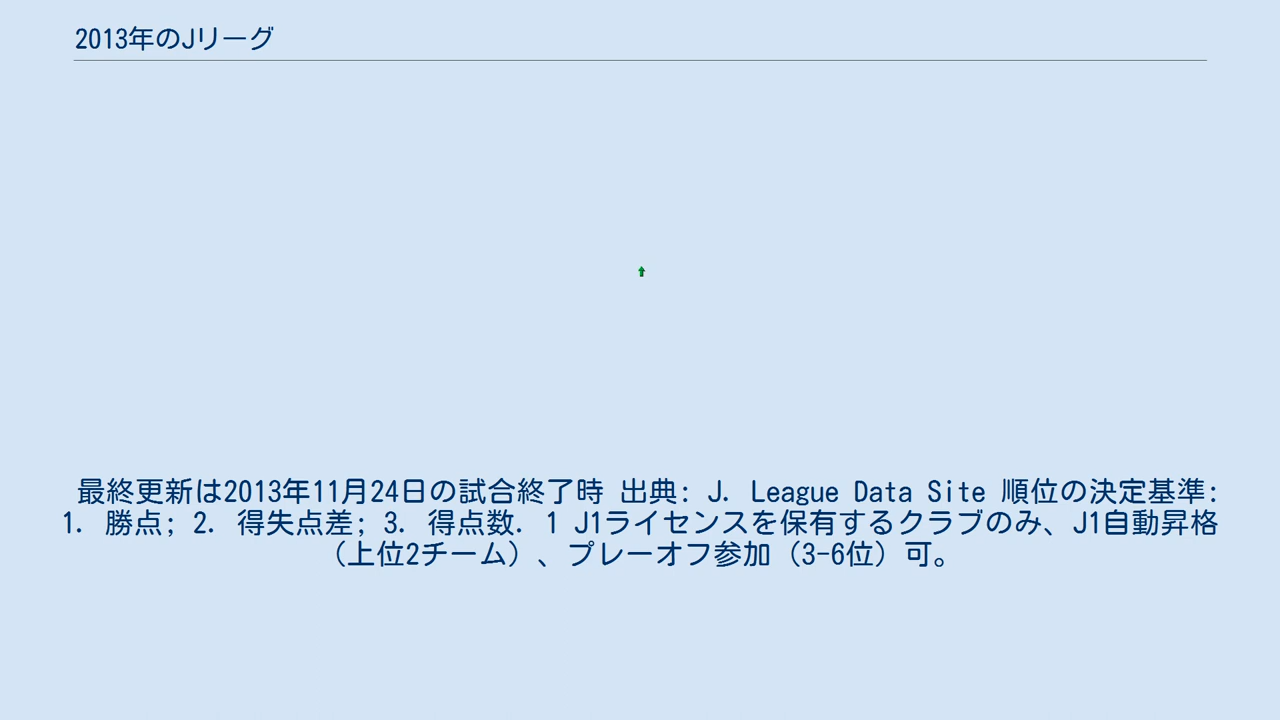 2013年のJリーグ
最終更新は2013年11月24日の試合終了時 出典: J. League Data Site 順位の決定基準:
1. 勝点; 2. 得失点差; 3. 得点数. 1 J1ライセンスを保有するクラブのみ、J1自動昇格
（上位2チーム）、プレーオフ参加（3-6位）可。